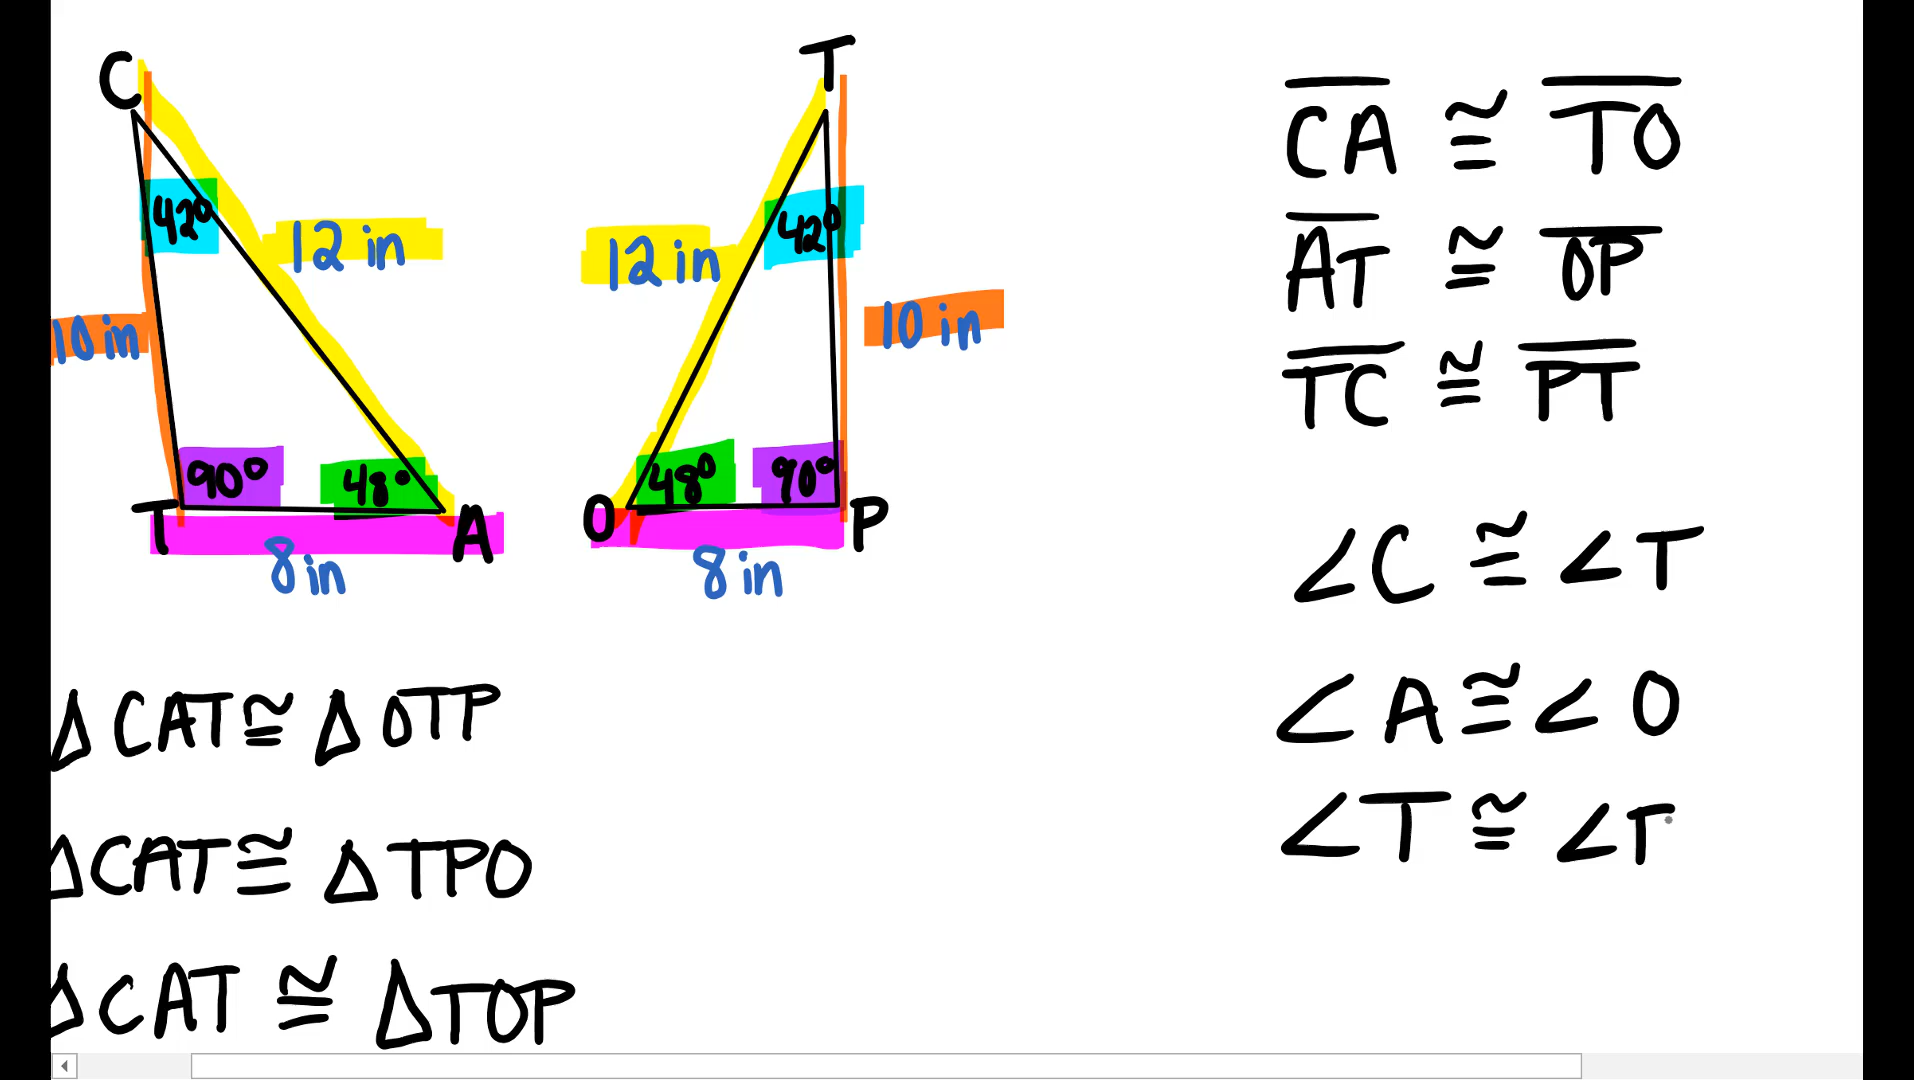 C
T
42°
12 in
12 in
42°
10 in
10 in
90°
48°
48°
90°
T
A
O
P
8 in
8 in
CA ≅ TO
AT ≅ OP
TC ≅ PT
∠C ≅ ∠T
∠A ≅ ∠O
∠T ≅ ∠T
ΔCAT ≅ ΔOTP
ΔCAT ≅ ΔTPO
ΔCAT ≅ ΔTOP